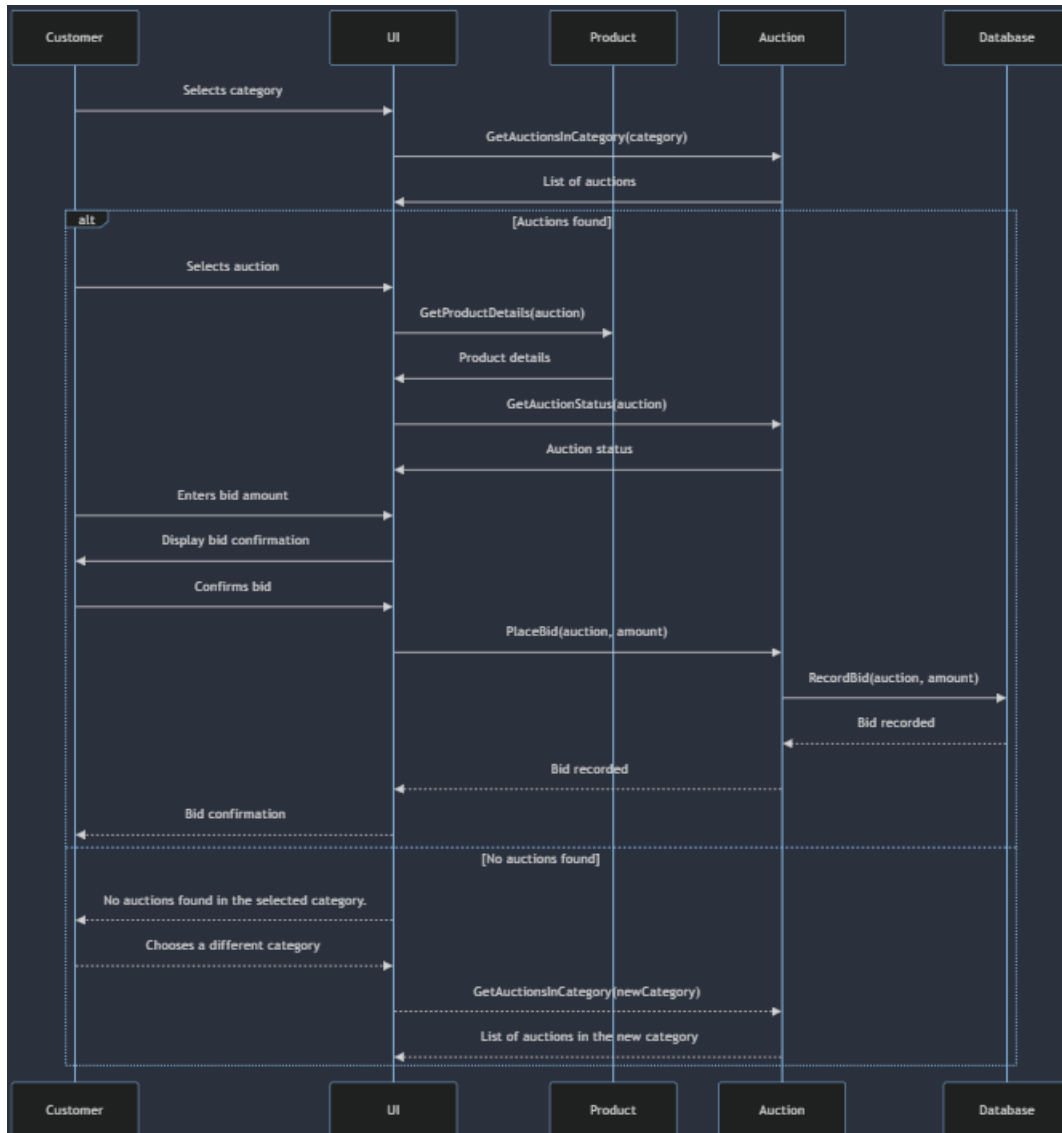 Customer UI Product Auction Database
Selects category
GetAuctionsInCategory(category)
List of auctions
alt [Auctions found]
Selects auction
GetProductDetails(auction)
Product details
GetAuctionStatus(auction)
Auction status
Enters bid amount
Display bid confirmation
Confirms bid
PlaceBid(auction, amount)
RecordBid(auction, amount)
Bid recorded
Bid recorded
Bid confirmation
[No auctions found]
No auctions found in the selected category.
Chooses a different category
GetAuctionsInCategory(newCategory)
List of auctions in the new category
Customer UI Product Auction Database